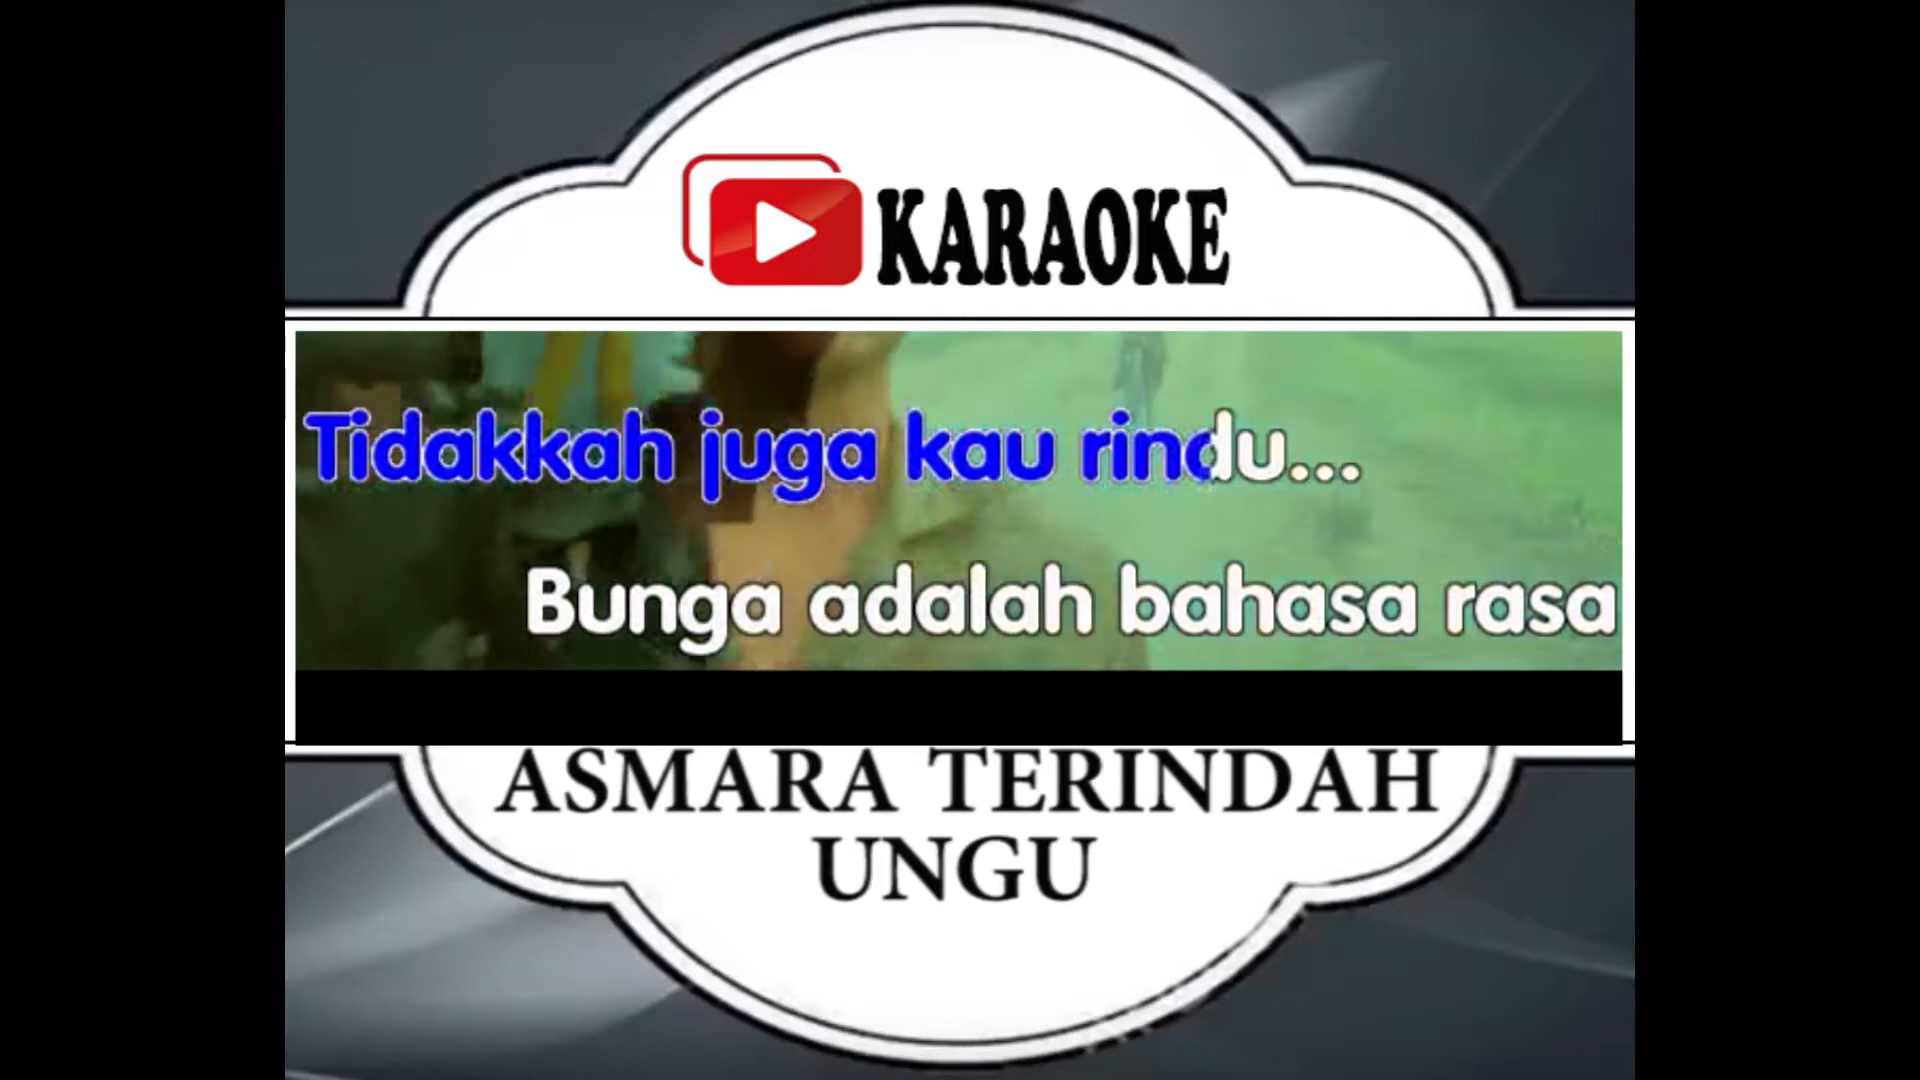 KARAOKE
Tidakkah juga kau rindu...
Bunga adalah bahasa rasa
ASMARA TERINDAH
UNGU